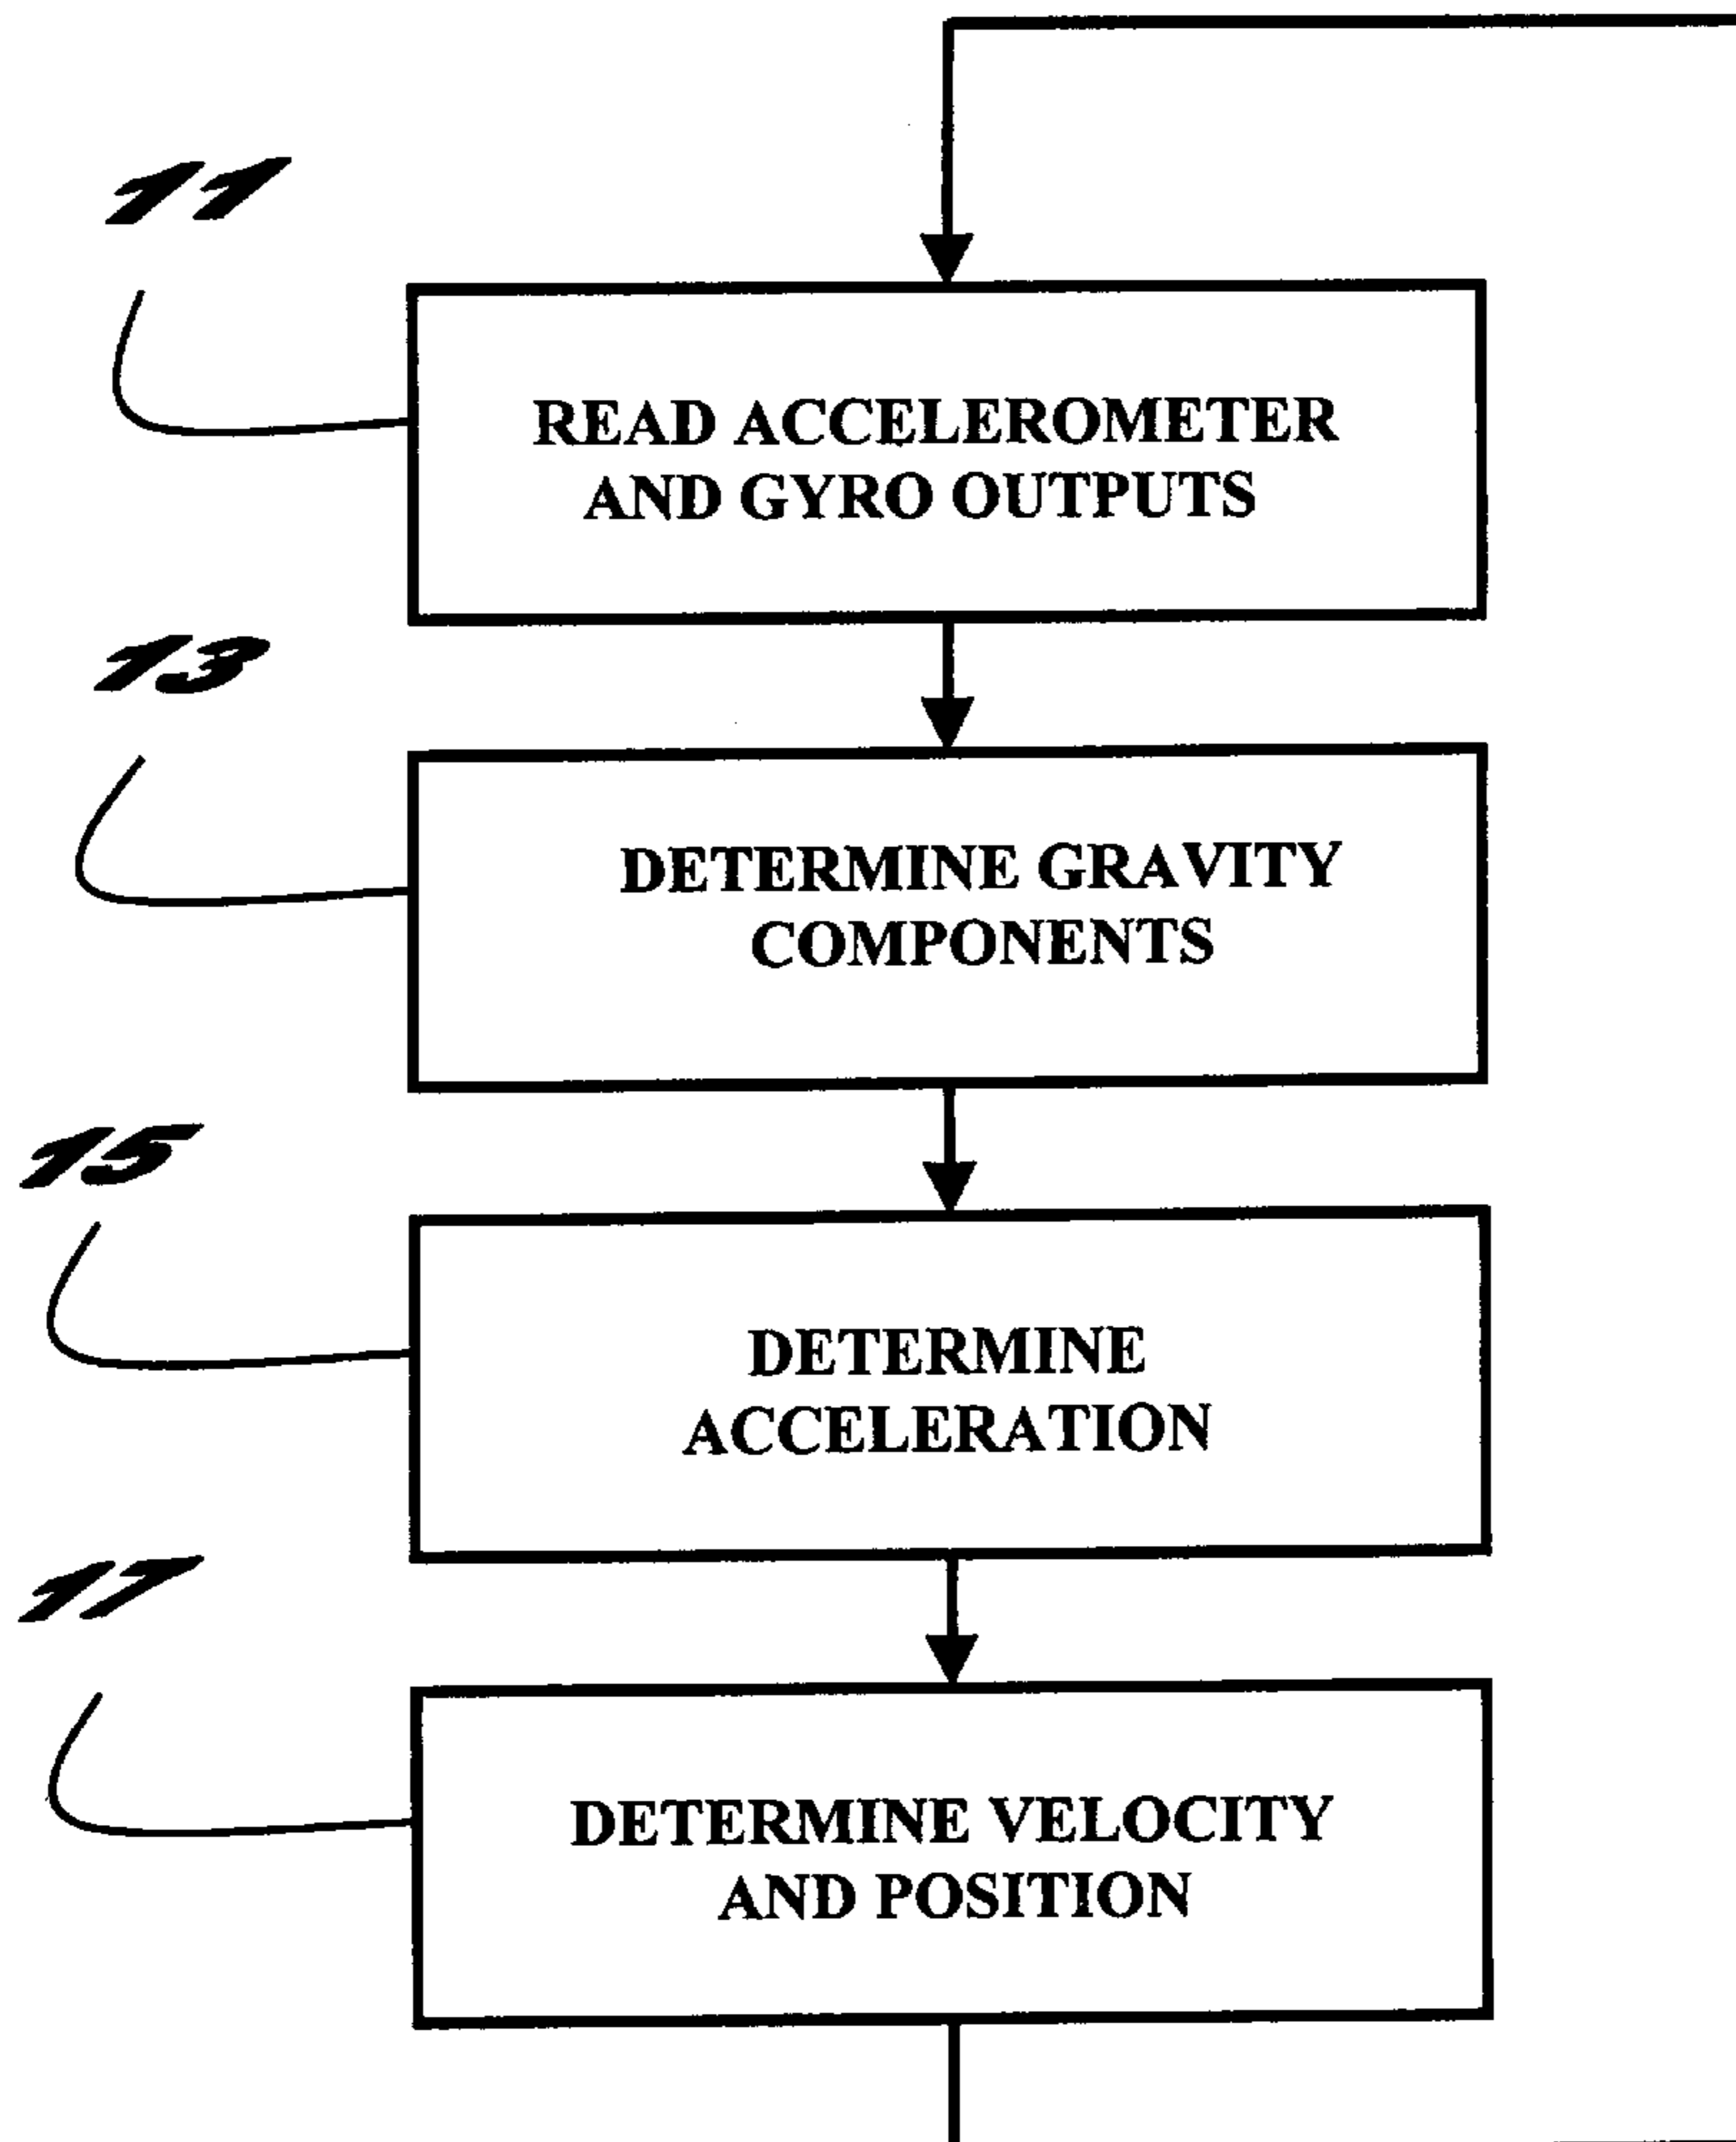 11
READ ACCELEROMETER
AND GYRO OUTPUTS
13
DETERMINE GRAVITY
COMPONENTS
15
DETERMINE
ACCELERATION
17
DETERMINE VELOCITY
AND POSITION